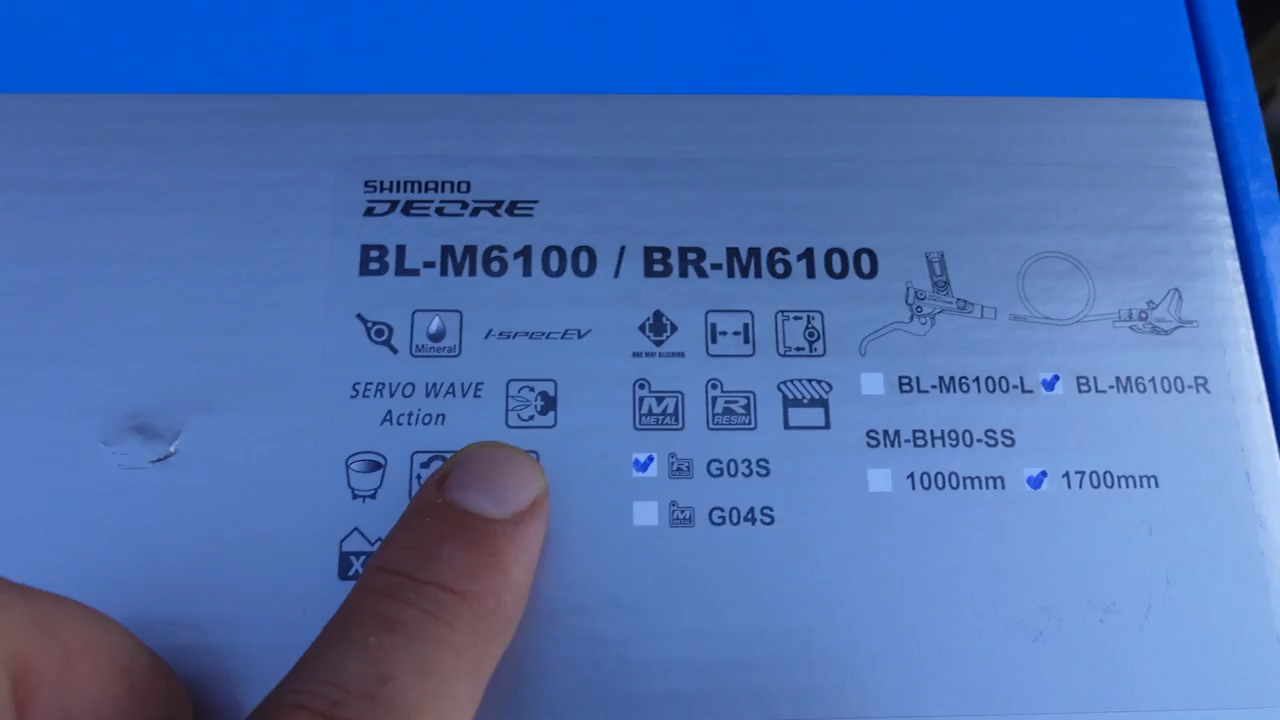 SHIMANO
DEORE
BL-M6100 / BR-M6100
Mineral
I-SPEC EV
ONE WAY BLEEDING
SERVO WAVE
Action
M
METAL
R
RESIN
BL-M6100-L BL-M6100-R
SM-BH90-SS
1000mm 1700mm
R G03S
M G04S
X